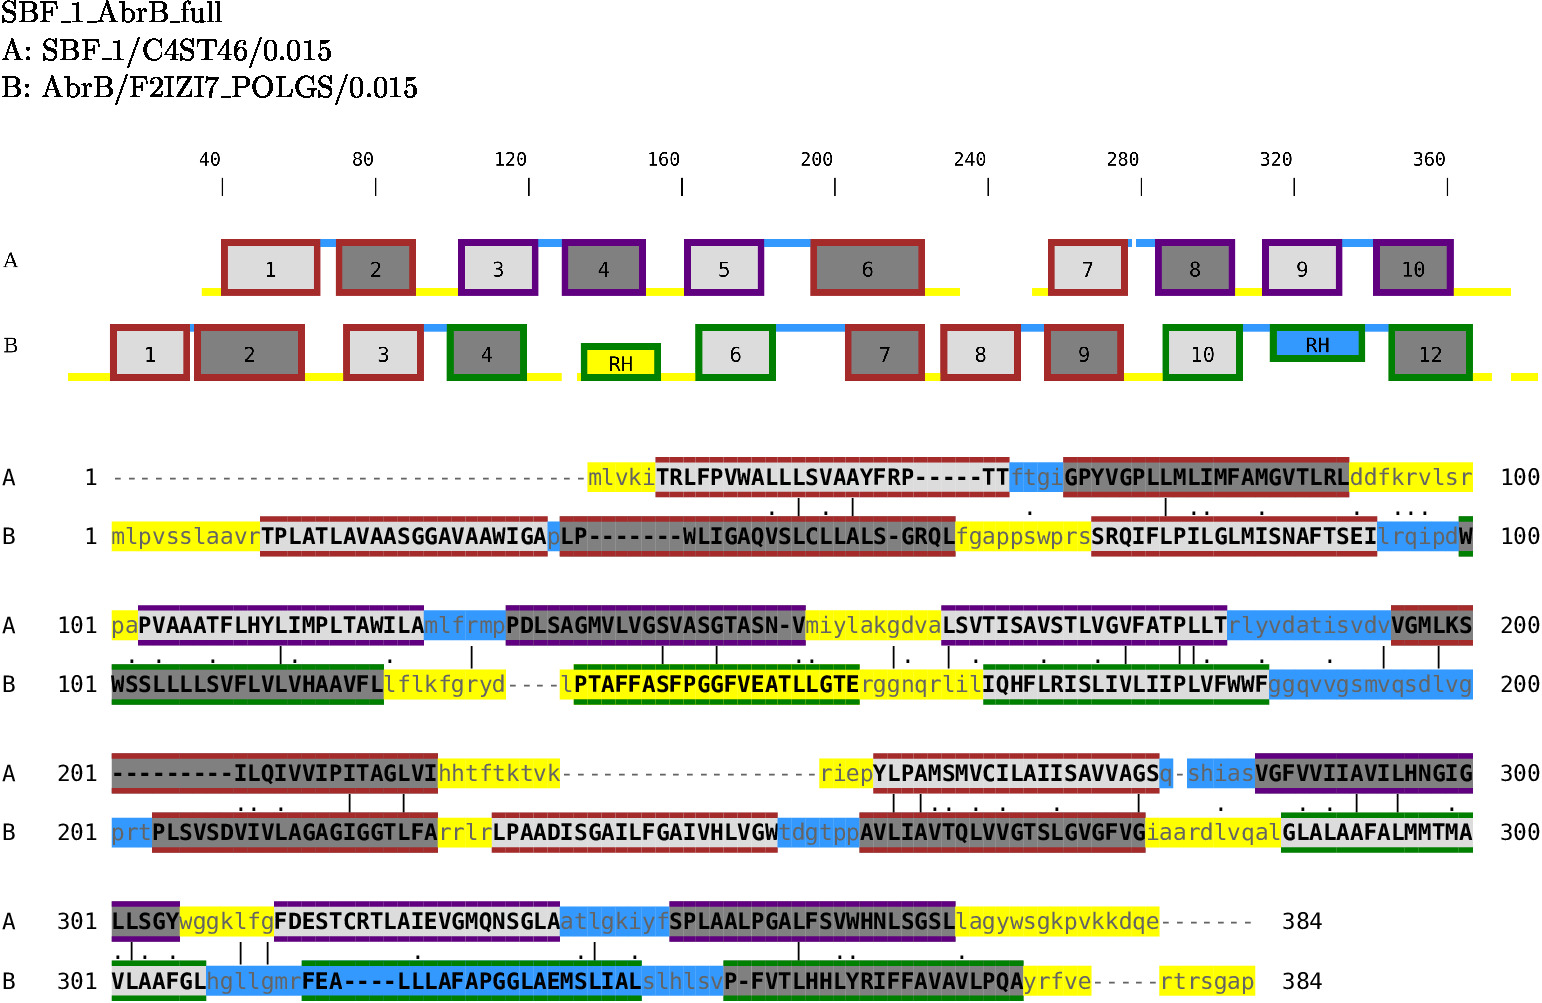 SBF_1_AbrB_full
A: SBF_1/C4ST46/0.015
B: AbrB/F2IZI7_POLGS/0.015
40 80 120 160 200 240 280 320 360
A 1 2 3 4 5 6 7 8 9 10
B 1 2 3 4 RH 6 7 8 9 10 RH 12
A 1 -----------------------------------mlvkiTRLFPVWALLLSVAAYFRP-----TTftgiGPYVGPLLMLIMFAMGVTLRLddfkrvlsr 100
B 1 mlpvsslaavrTPLATLAVAASGGAVAAWIGApLP-------WLIGAQVSLCLLALS-GRQLfgappswprsSRQIFLPILGLMISNAFTSEIlrqipdW 100
A 101 paPVAAATFLHYLIMPLTAWILAmlfrmpPDLSAGMVLVGSVASGTASN-VmiylakgdvaLSVTISAVSTLVGVFATPLLTrlyvdatisvdvVGMLKS 200
B 101 WSSLLLLSVFLVLVHAAVFLlflkfgryd----lPTAFFASFPGGFVEATLLGTErggnqrlilIQHFLRISLIVLIIPLVFWWFggqvvgsmvqsdlvg 200
A 201 ---------ILQIVVIPITAGLVIhhtftktvk-------------------riepYLPAMSMVCILAIISAVVAGSq-shiasVGFVVIIAVILHNGIG 300
B 201 prtPLSVSDVIVLAGAGIGGTLFArrlrLPAADISGAILFGAIVHLVGWtdgtppAVLIAVTQLVVGTSLGVGFVGiaardlvqalGLALAAFALMMTMA 300
A 301 LLSGYwggklfgFDESTCRTLAIEVGMQNSGLAatlgkiyfSPLAALPGALFSVWHNLSGSLlagywsgkpvkkdqe------- 384
B 301 VLAAFGLhgllgmrFEA----LLLAFAPGGLAEMSLIALslhlsvP-FVTLHHLYRIFFAVAVLPQAyrfve-----rtrsgap 384